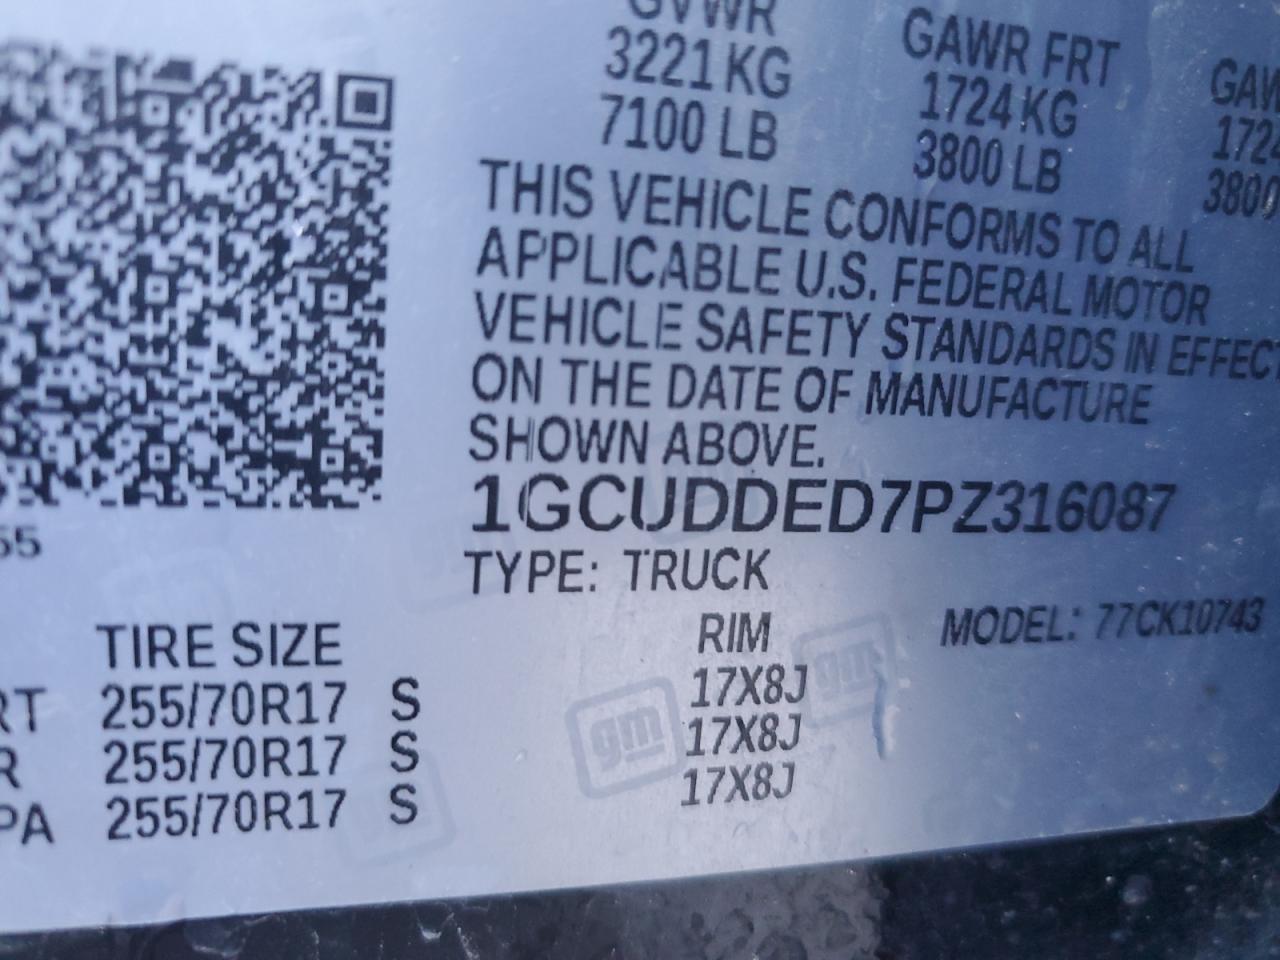 GVWR
3221 KG
7100 LB
GAWR FRT
1724 KG
3800 LB
THIS VEHICLE CONFORMS TO ALL
APPLICABLE U.S. FEDERAL MOTOR
VEHICLE SAFETY STANDARDS IN EFFECT
ON THE DATE OF MANUFACTURE
SHOWN ABOVE.
1GCUDDED7PZ316087
TYPE: TRUCK
MODEL: 77CK10743
TIRE SIZE
RIM
255/70R17 S 17X8J
255/70R17 S 17X8J
255/70R17 S 17X8J
gm
gm